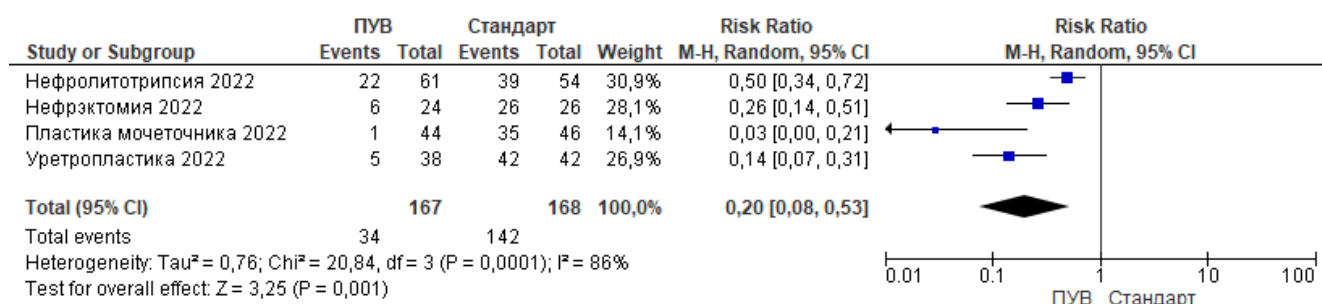 ПУВ Стандарт Risk Ratio Risk Ratio
Study or Subgroup Events Total Events Total Weight M-H, Random, 95% CI M-H, Random, 95% CI
Нефролитотрипсия 2022 22 61 39 54 30,9% 0,50 [0,34, 0,72]
Нефрэктомия 2022 6 24 26 26 28,1% 0,26 [0,14, 0,51]
Пластика мочеточника 2022 1 44 35 46 14,1% 0,03 [0,00, 0,21]
Уретропластика 2022 5 38 42 42 26,9% 0,14 [0,07, 0,31]
Total (95% CI) 167 168 100,0% 0,20 [0,08, 0,53]
Total events 34 142
Heterogeneity: Tau² = 0,76; Chi² = 20,84, df = 3 (P = 0,0001); I² = 86%
Test for overall effect: Z = 3,25 (P = 0,001)
0.01 0.1 1 10 100
ПУВ Стандарт